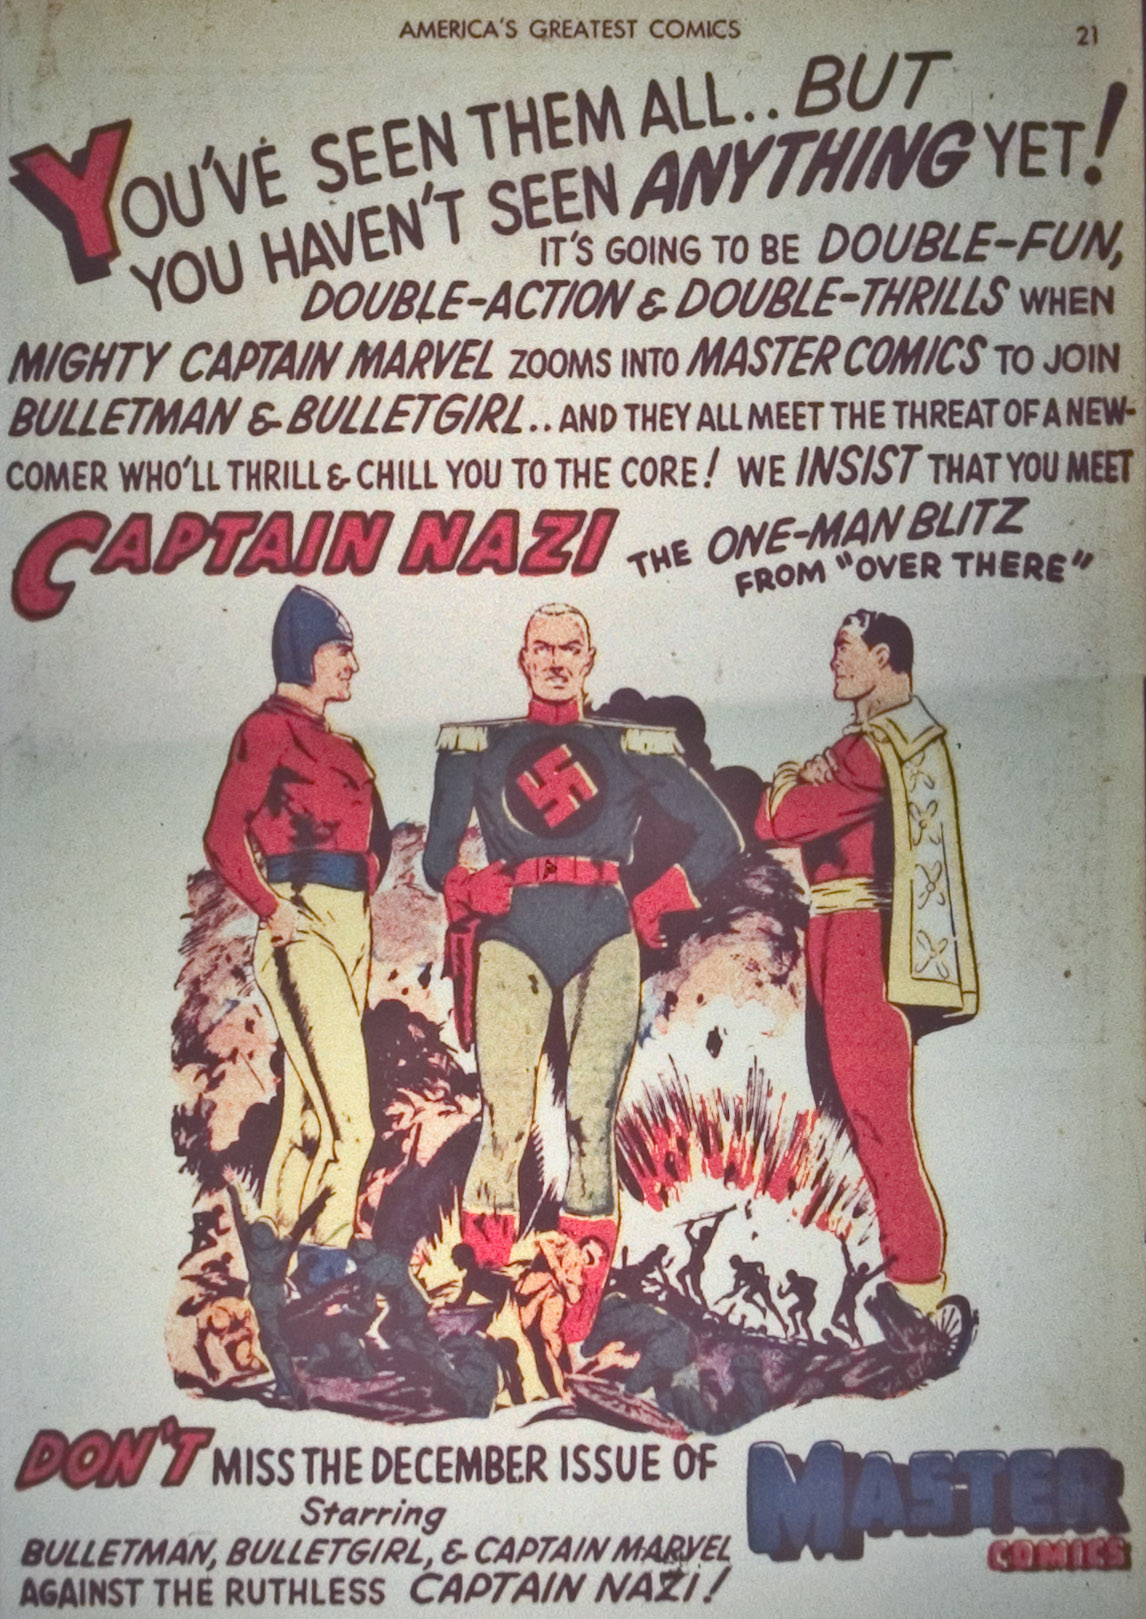 AMERICA'S GREATEST COMICS
21
YOU'VE SEEN THEM ALL.. BUT
YOU HAVEN'T SEEN ANYTHING YET!
IT'S GOING TO BE DOUBLE-FUN,
DOUBLE-ACTION & DOUBLE-THRILLS WHEN
MIGHTY CAPTAIN MARVEL ZOOMS INTO MASTER COMICS TO JOIN
BULLETMAN & BULLETGIRL.. AND THEY ALL MEET THE THREAT OF A NEW-
COMER WHO'LL THRILL & CHILL YOU TO THE CORE! WE INSIST THAT YOU MEET
CAPTAIN NAZI THE ONE-MAN BLITZ
FROM "OVER THERE"
DON'T MISS THE DECEMBER ISSUE OF
MASTER
COMICS
Starring
BULLETMAN, BULLETGIRL, & CAPTAIN MARVEL
AGAINST THE RUTHLESS CAPTAIN NAZI!